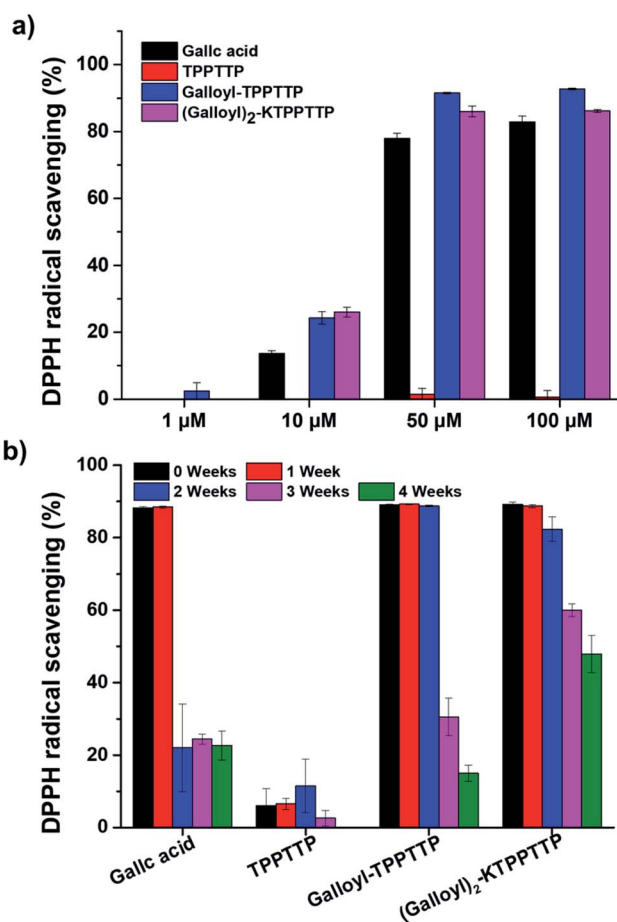 a)
Gallc acid
TPPTTP
Galloyl-TPPTTP
(Galloyl)₂-KTPPTTP
DPPH radical scavenging (%)
100
80
60
40
20
0
1 µM 10 µM 50 µM 100 µM
b)
0 Weeks 1 Week
2 Weeks 3 Weeks 4 Weeks
DPPH radical scavenging (%)
100
80
60
40
20
0
Gallc acid TPPTTP Galloyl-TPPTTP (Galloyl)₂-KTPPTTP